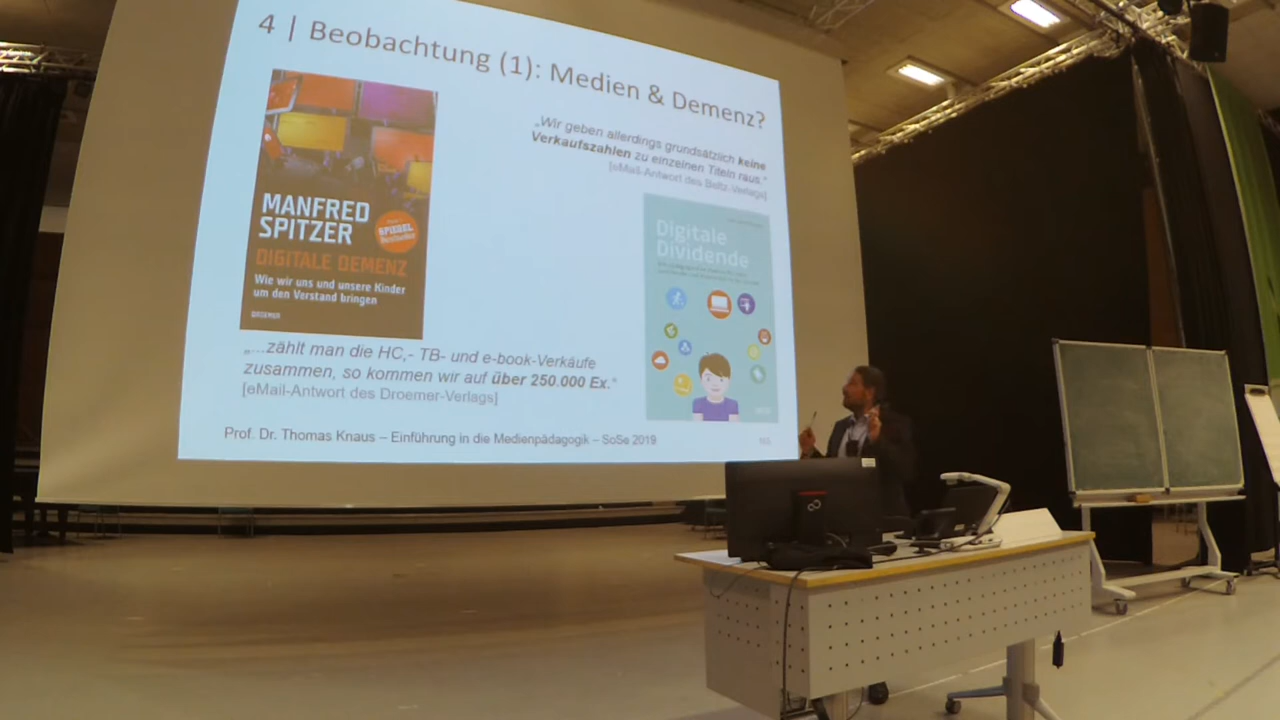 4 | Beobachtung (1): Medien & Demenz?
„Wir geben allerdings grundsätzlich keine
Verkaufszahlen zu einzelnen Titeln raus.“
[eMail-Antwort des Beltz-Verlags]
MANFRED
SPITZER
SPIEGEL
Bestseller
DIGITALE DEMENZ
Wie wir uns und unsere Kinder
um den Verstand bringen
DROEMER
Digitale
Dividende
„...zählt man die HC,- TB- und e-book-Verkäufe
zusammen, so kommen wir auf über 250.000 Ex.“
[eMail-Antwort des Droemer-Verlags]
Prof. Dr. Thomas Knaus – Einführung in die Medienpädagogik – SoSe 2019